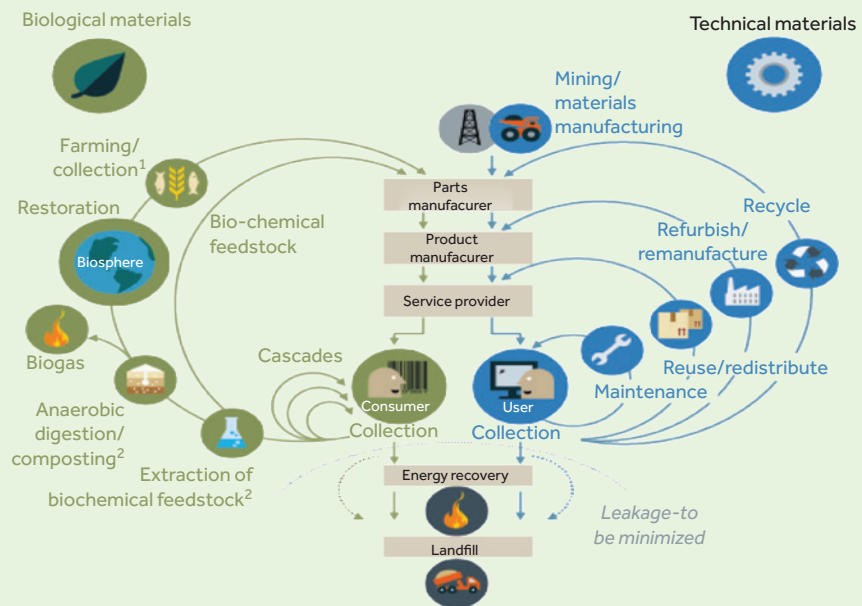 Biological materials
Technical materials
Mining/
materials
manufacturing
Farming/
collection1
Restoration
Biosphere
Bio-chemical
feedstock
Parts
manufacurer
Recycle
Refurbish/
remanufacture
Product
manufacurer
Service provider
Biogas
Cascades
Reuse/redistribute
Maintenance
Consumer
User
Collection
Collection
Anaerobic
digestion/
composting2
Extraction of
biochemical feedstock2
Energy recovery
Leakage-to
be minimized
Landfill